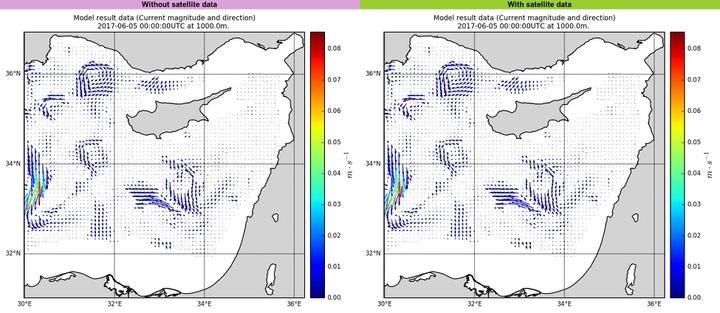 Without satellite data
Model result data (Current magnitude and direction)
2017-06-05 00:00:00UTC at 1000.0m.
36°N
34°N
32°N
30°E
32°E
34°E
36°E
0.08
0.07
0.06
0.05
0.04
0.03
0.02
0.01
0.00
m · s⁻¹
With satellite data
Model result data (Current magnitude and direction)
2017-06-05 00:00:00UTC at 1000.0m.
36°N
34°N
32°N
30°E
32°E
34°E
36°E
0.08
0.07
0.06
0.05
0.04
0.03
0.02
0.01
0.00
m · s⁻¹